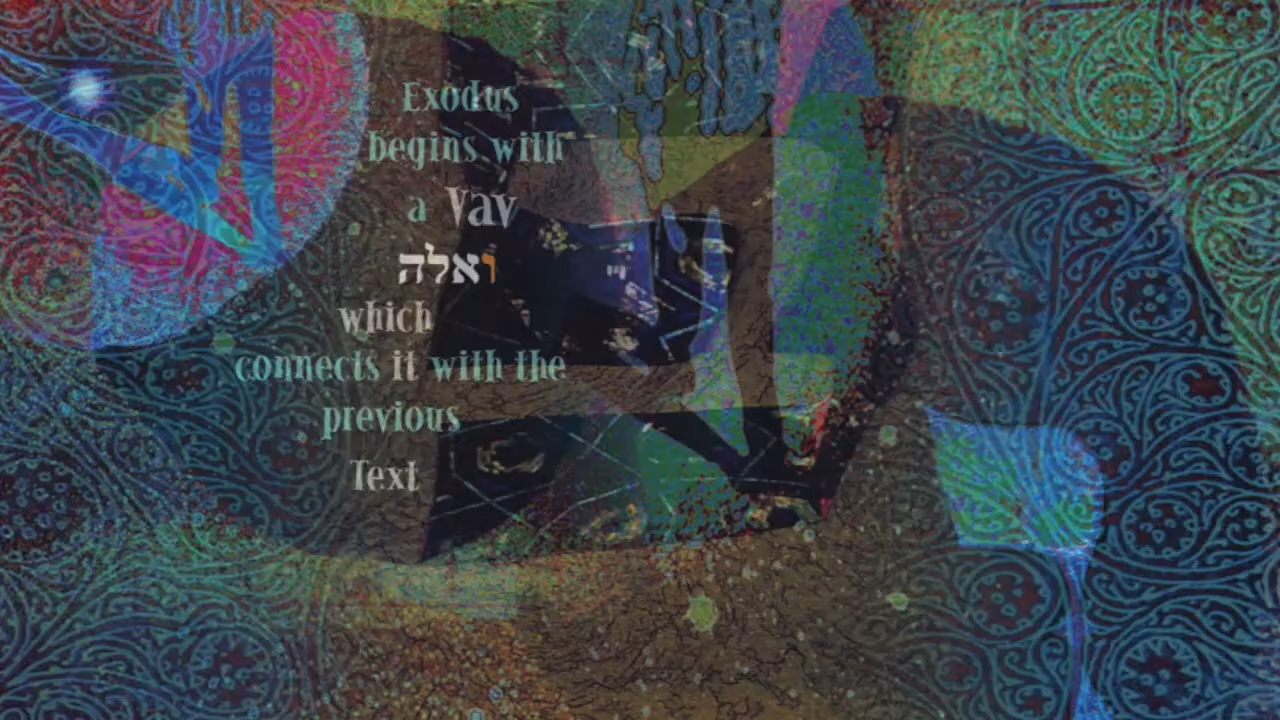 Exodus
begins with
a Vav
ואלה
which
connects it with the
previous
Text